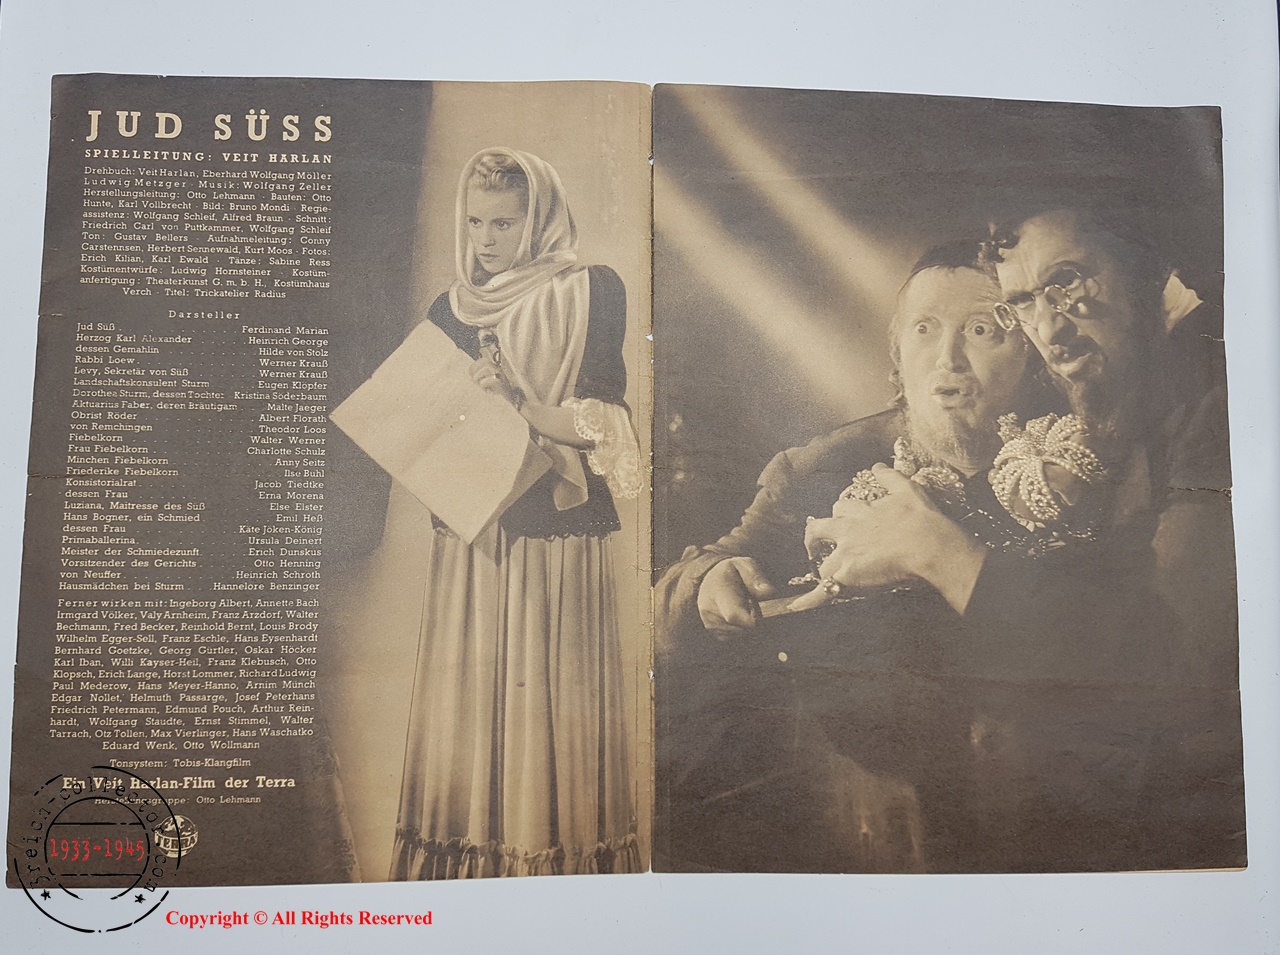 JUD SÜSS
SPIELLEITUNG: VEIT HARLAN
Drehbuch: Veit Harlan, Eberhard Wolfgang Möller
Ludwig Metzger · Musik: Wolfgang Zeller
Herstellungsleitung: Otto Lehmann · Bauten: Otto
Hunte, Karl Vollbrecht · Bild: Bruno Mondi · Regie-
assistenz: Wolfgang Schleif, Alfred Braun · Schnitt:
Friedrich Carl von Puttkammer, Wolfgang Schleif
Ton: Gustav Bellers · Aufnahmeleitung: Conny
Carstennsen, Herbert Sennewald, Kurt Moos · Fotos:
Erich Kilian, Karl Ewald · Tänze: Sabine Ress
Kostümentwürfe: Ludwig Hornsteiner · Kostüm-
anfertigung: Theaterkunst G. m. b. H., Kostümhaus
Verch · Titel: Trickatelier Radius
Darsteller
Jud Süß . . . . . Ferdinand Marian
Herzog Karl Alexander . . . . . Heinrich George
dessen Gemahlin . . . . . Hilde von Stolz
Rabbi Loew . . . . . Werner Krauß
Levy, Sekretär von Süß . . . . . Werner Krauß
Landschaftskonsulent Sturm . . . . . Eugen Klöpfer
Dorothea Sturm, dessen Tochter Kristina Söderbaum
Aktuarius Faber, deren Bräutigam . . . Malte Jaeger
Obrist Röder . . . . . Albert Florath
von Remchingen . . . . . Theodor Loos
Fiebelkorn . . . . . Walter Werner
Frau Fiebelkorn . . . . . Charlotte Schulz
Minchen Fiebelkorn . . . . . Anny Seitz
Friederike Fiebelkorn . . . . . Ilse Buhl
Konsistorialrat . . . . . Jacob Tiedtke
dessen Frau . . . . . Erna Morena
Luziana, Maitresse des Süß . . . . . Else Elster
Hans Bogner, ein Schmied . . . . . Emil Heß
dessen Frau . . . . . Käte Jöken-König
Primaballerina . . . . . Ursula Deinert
Meister der Schmiedezunft . . . . . Erich Dunskus
Vorsitzender des Gerichts . . . . . Otto Henning
von Neuffer . . . . . Heinrich Schroth
Hausmädchen bei Sturm . . . Hannelore Benzinger
Ferner wirken mit: Ingeborg Albert, Annette Bach
Irmgard Völker, Valy Arnheim, Franz Arzdorf, Walter
Bechmann, Fred Becker, Reinhold Bernt, Louis Brody
Wilhelm Egger-Sell, Franz Eschle, Hans Eysenhardt
Bernhard Goetzke, Georg Gürtler, Oskar Höcker
Karl Iban, Willi Kayser-Heil, Franz Klebusch, Otto
Klopsch, Erich Lange, Horst Lommer, Richard Ludwig
Paul Mederow, Hans Meyer-Hanno, Arnim Münch
Edgar Nollet, Helmuth Passarge, Josef Peterhans
Friedrich Petermann, Edmund Pouch, Arthur Rein-
hardt, Wolfgang Staudte, Ernst Stimmel, Walter
Tarrach, Otz Tollen, Max Vierlinger, Hans Waschatko
Eduard Wenk, Otto Wollmann
Tonsystem: Tobis-Klangfilm
Ein Veit Harlan-Film der Terra
Herstellungsgruppe: Otto Lehmann
TERRA
3reich-collector.com
1933-1945
Copyright © All Rights Reserved